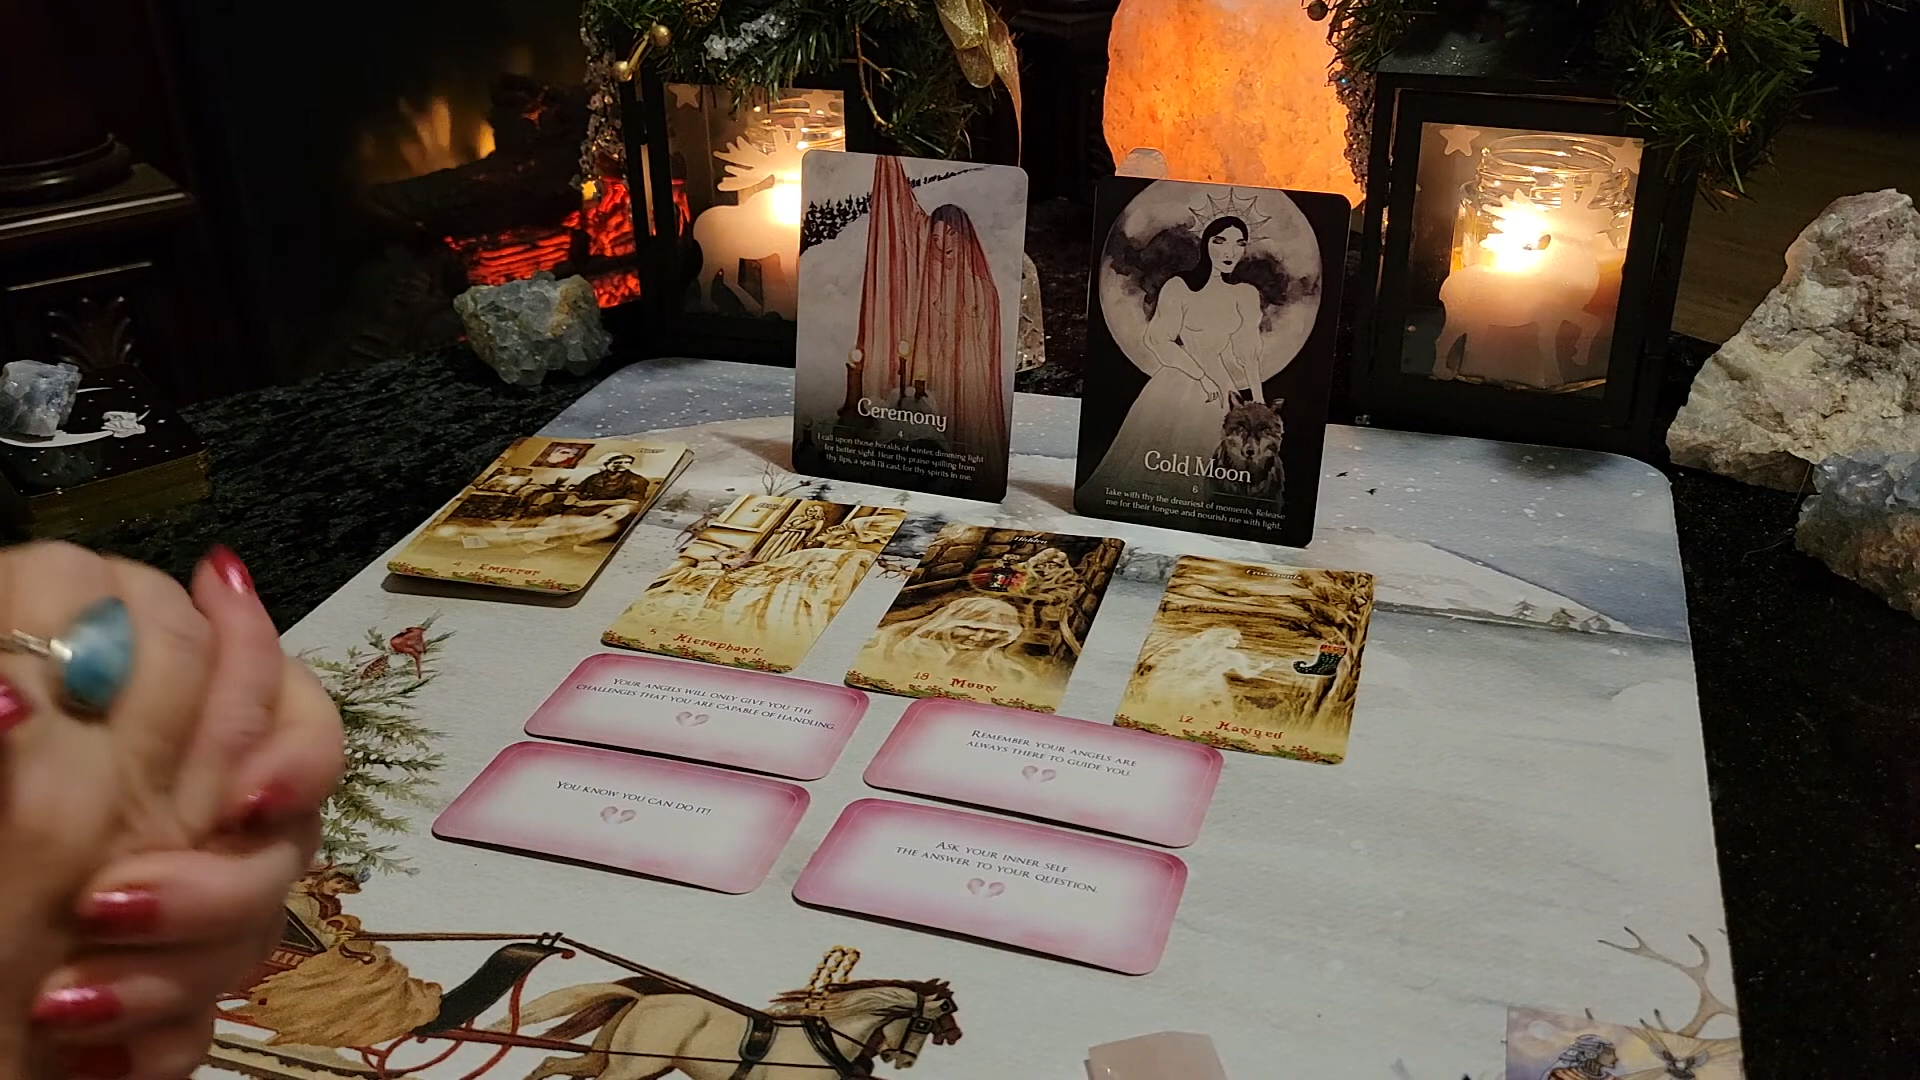 Ceremony
4
I call upon those heralds of winter, dimming light
for better sight. Hear thy praise spilling from
thy lips, a spell I'll cast, for thy spirits in me.
Cold Moon
6
Take with thy the dreariest of moments. Release
me for their tongue and nourish me with light.
4 - Emperor
5 - Hierophant
Hidden
18 - Moon
Crossroads
12 - Hanged
Your angels will only give you the
challenges that you are capable of handling.
Remember your angels are
always there to guide you.
You know you can do it!
Ask your inner self
the answer to your question.